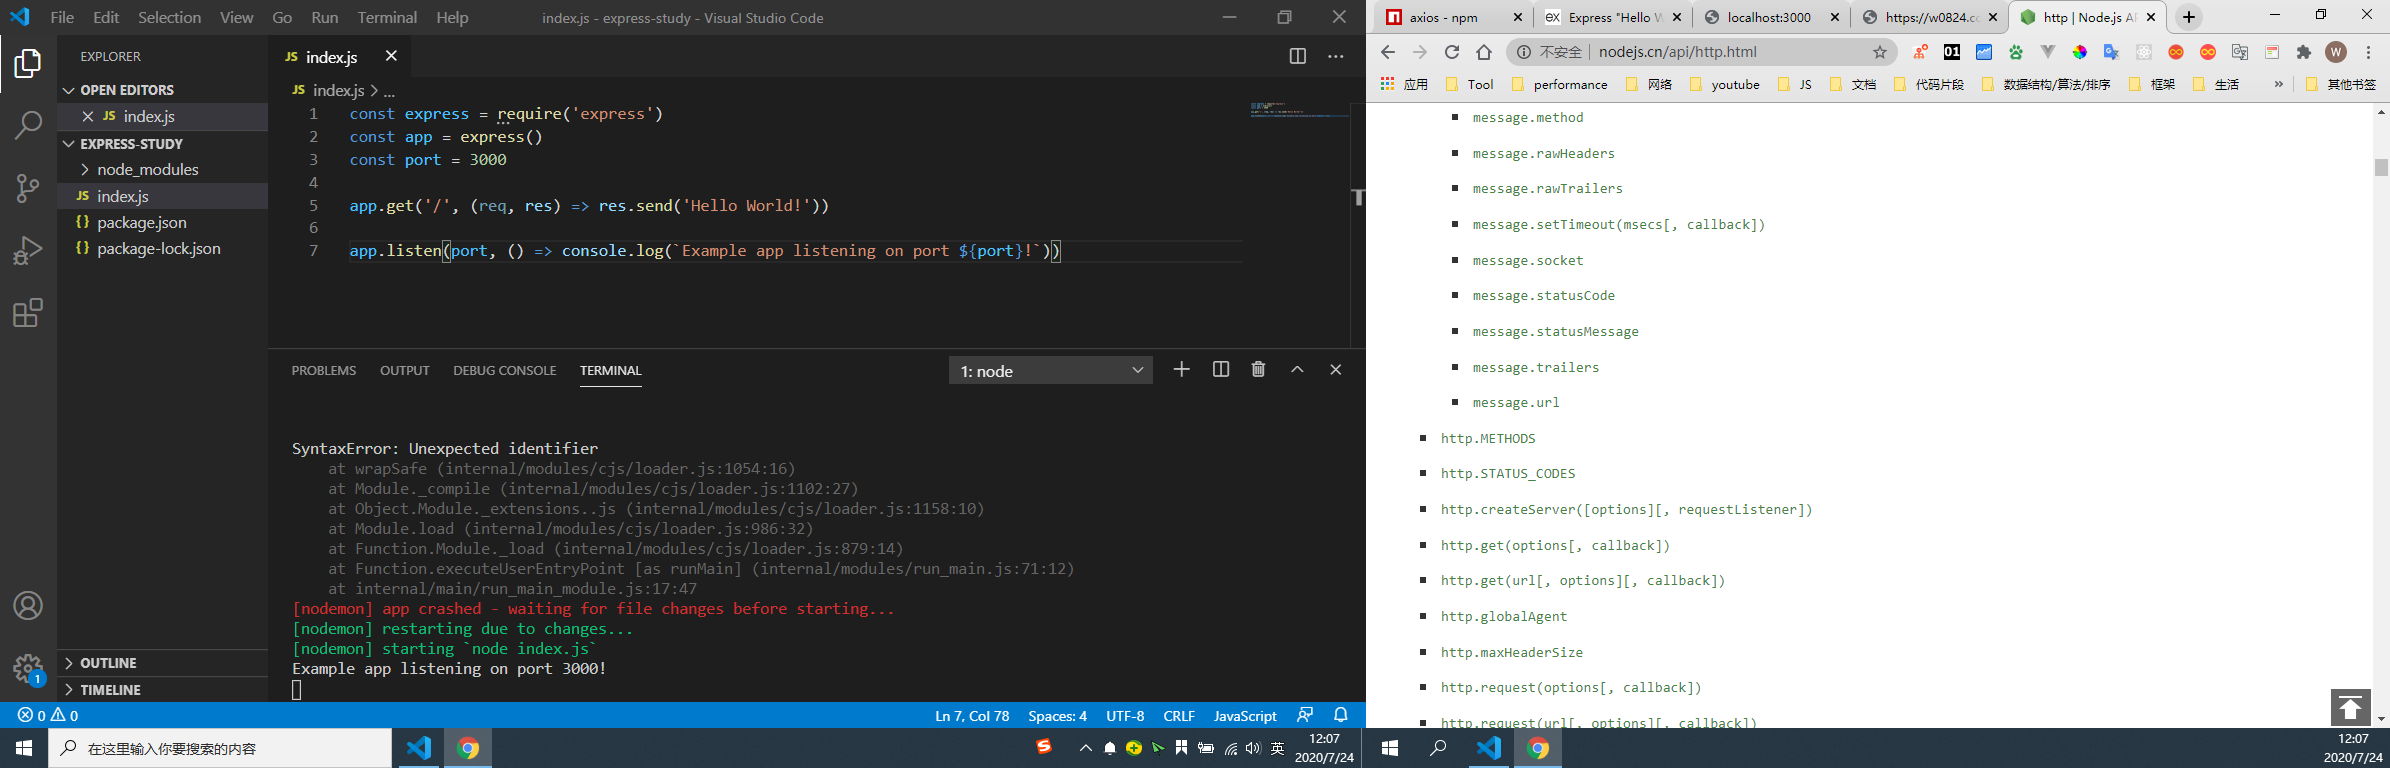 File Edit Selection View Go Run Terminal Help index.js - express-study - Visual Studio Code
EXPLORER
OPEN EDITORS
JS index.js
EXPRESS-STUDY
node_modules
JS index.js
{} package.json
{} package-lock.json
OUTLINE
TIMELINE
JS index.js
JS index.js > ...
1 const express = require('express')
2 const app = express()
3 const port = 3000
4
5 app.get('/', (req, res) => res.send('Hello World!'))
6
7 app.listen(port, () => console.log(`Example app listening on port ${port}!`))
PROBLEMS OUTPUT DEBUG CONSOLE TERMINAL 1: node
SyntaxError: Unexpected identifier
at wrapSafe (internal/modules/cjs/loader.js:1054:16)
at Module._compile (internal/modules/cjs/loader.js:1102:27)
at Object.Module._extensions..js (internal/modules/cjs/loader.js:1158:10)
at Module.load (internal/modules/cjs/loader.js:986:32)
at Function.Module._load (internal/modules/cjs/loader.js:879:14)
at Function.executeUserEntryPoint [as runMain] (internal/modules/run_main.js:71:12)
at internal/main/run_main_module.js:17:47
[nodemon] app crashed - waiting for file changes before starting...
[nodemon] restarting due to changes...
[nodemon] starting `node index.js`
Example app listening on port 3000!
1
0 0 Ln 7, Col 78 Spaces: 4 UTF-8 CRLF JavaScript
在这里输入你要搜索的内容
英 12:07
2020/7/24
axios - npm ex Express "Hello W localhost:3000 https://w0824.c http | Node.js AP
不安全 | nodejs.cn/api/http.html 01 W
应用 Tool performance 网络 youtube JS 文档 代码片段 数据结构/算法/排序 框架 生活 » 其他书签
message.method
message.rawHeaders
message.rawTrailers
message.setTimeout(msecs[, callback])
message.socket
message.statusCode
message.statusMessage
message.trailers
message.url
http.METHODS
http.STATUS_CODES
http.createServer([options][, requestListener])
http.get(options[, callback])
http.get(url[, options][, callback])
http.globalAgent
http.maxHeaderSize
http.request(options[, callback])
http.request(url[, options][, callback])
12:07
2020/7/24